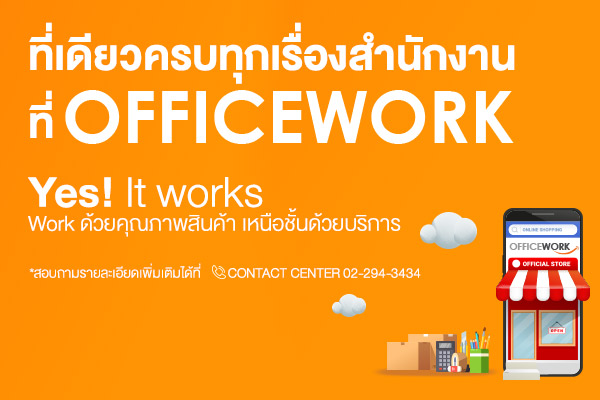 ที่เดียวครบทุกเรื่องสำนักงาน
ที่ OFFICEWORK
Yes! It works
Work ด้วยคุณภาพสินค้า เหนือชั้นด้วยบริการ
*สอบถามรายละเอียดเพิ่มเติมได้ที่ CONTACT CENTER 02-294-3434
ONLINE SHOPPING
OFFICEWORK
OFFICIAL STORE
OPEN